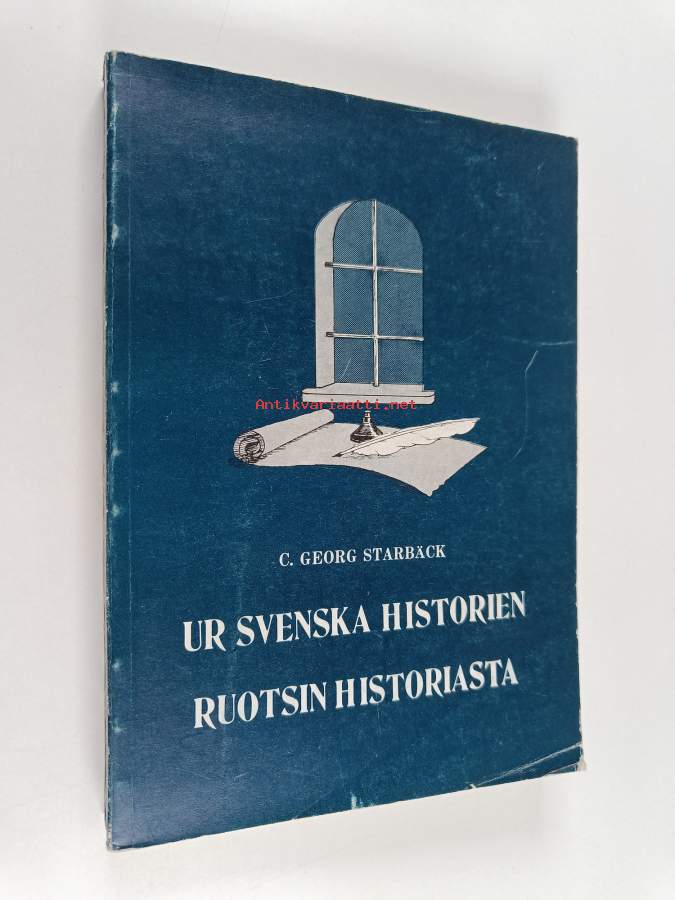 Antikvariaatti.net
C. GEORG STARBÄCK
UR SVENSKA HISTORIEN
RUOTSIN HISTORIASTA